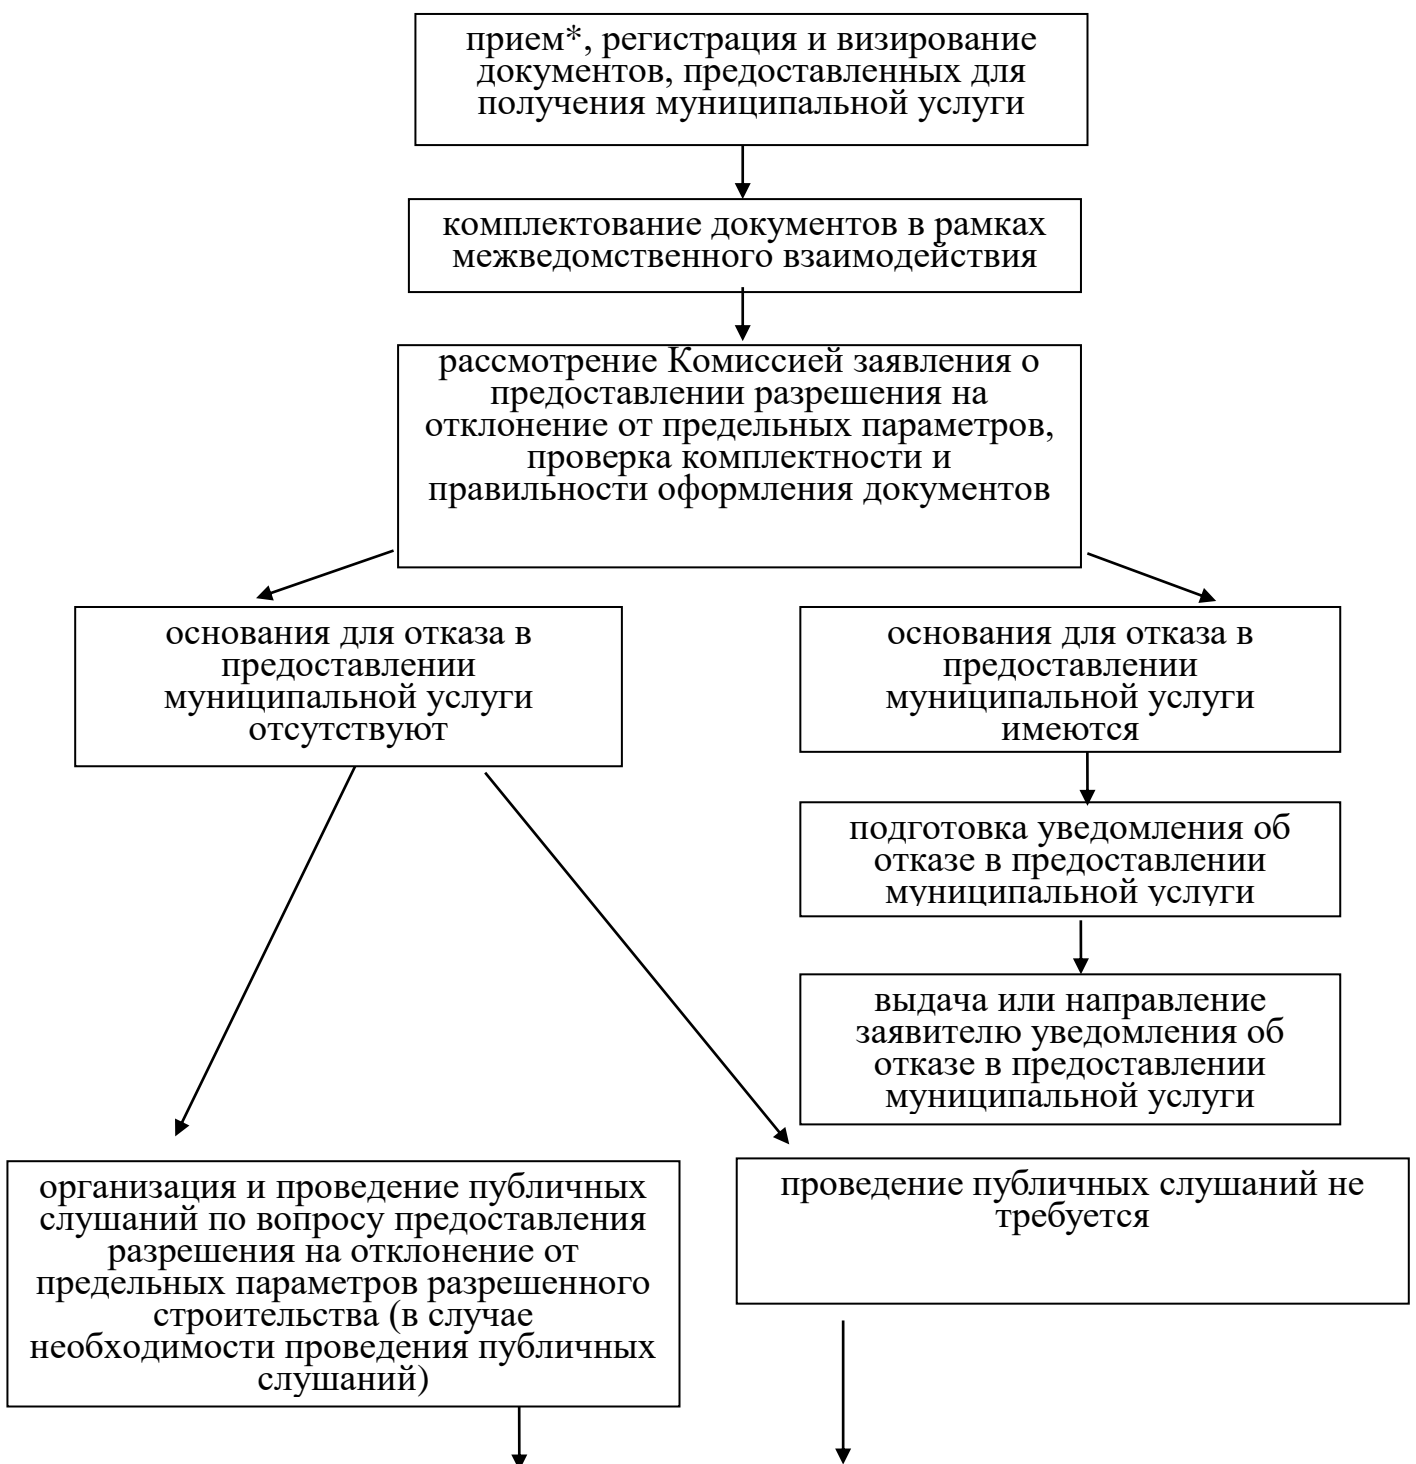 прием*, регистрация и визирование
документов, предоставленных для
получения муниципальной услуги
комплектование документов в рамках
межведомственного взаимодействия
рассмотрение Комиссией заявления о
предоставлении разрешения на
отклонение от предельных параметров,
проверка комплектности и
правильности оформления документов
основания для отказа в
предоставлении
муниципальной услуги
отсутствуют
основания для отказа в
предоставлении
муниципальной услуги
имеются
подготовка уведомления об
отказе в предоставлении
муниципальной услуги
выдача или направление
заявителю уведомления об
отказе в предоставлении
муниципальной услуги
организация и проведение публичных
слушаний по вопросу предоставления
разрешения на отклонение от
предельных параметров разрешенного
строительства (в случае
необходимости проведения публичных
слушаний)
проведение публичных слушаний не
требуется